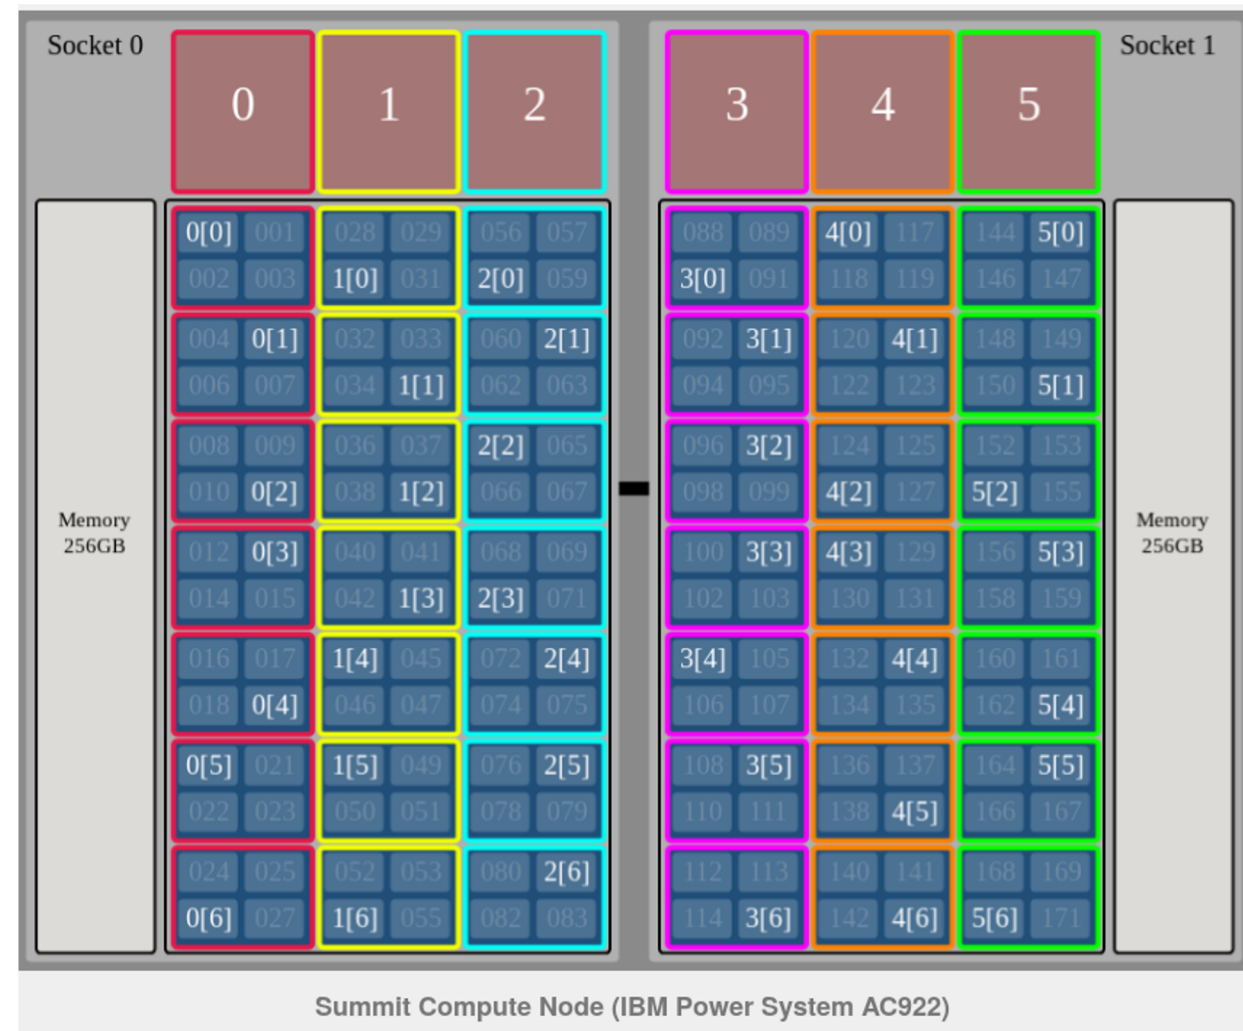 Socket 0 0 1 2 3 4 5 Socket 1
0[0] 001 028 029 056 057 088 089 4[0] 117 144 5[0]
002 003 1[0] 031 2[0] 059 3[0] 091 118 119 146 147
004 0[1] 032 033 060 2[1] 092 3[1] 120 4[1] 148 149
006 007 034 1[1] 062 063 094 095 122 123 150 5[1]
008 009 036 037 2[2] 065 096 3[2] 124 125 152 153
010 0[2] 038 1[2] 066 067 098 099 4[2] 127 5[2] 155
Memory
256GB
Memory
256GB
012 0[3] 040 041 068 069 100 3[3] 4[3] 129 156 5[3]
014 015 042 1[3] 2[3] 071 102 103 130 131 158 159
016 017 1[4] 045 072 2[4] 3[4] 105 132 4[4] 160 161
018 0[4] 046 047 074 075 106 107 134 135 162 5[4]
0[5] 021 1[5] 049 076 2[5] 108 3[5] 136 137 164 5[5]
022 023 050 051 078 079 110 111 138 4[5] 166 167
024 025 052 053 080 2[6] 112 113 140 141 168 169
0[6] 027 1[6] 055 082 083 114 3[6] 142 4[6] 5[6] 171
Summit Compute Node (IBM Power System AC922)